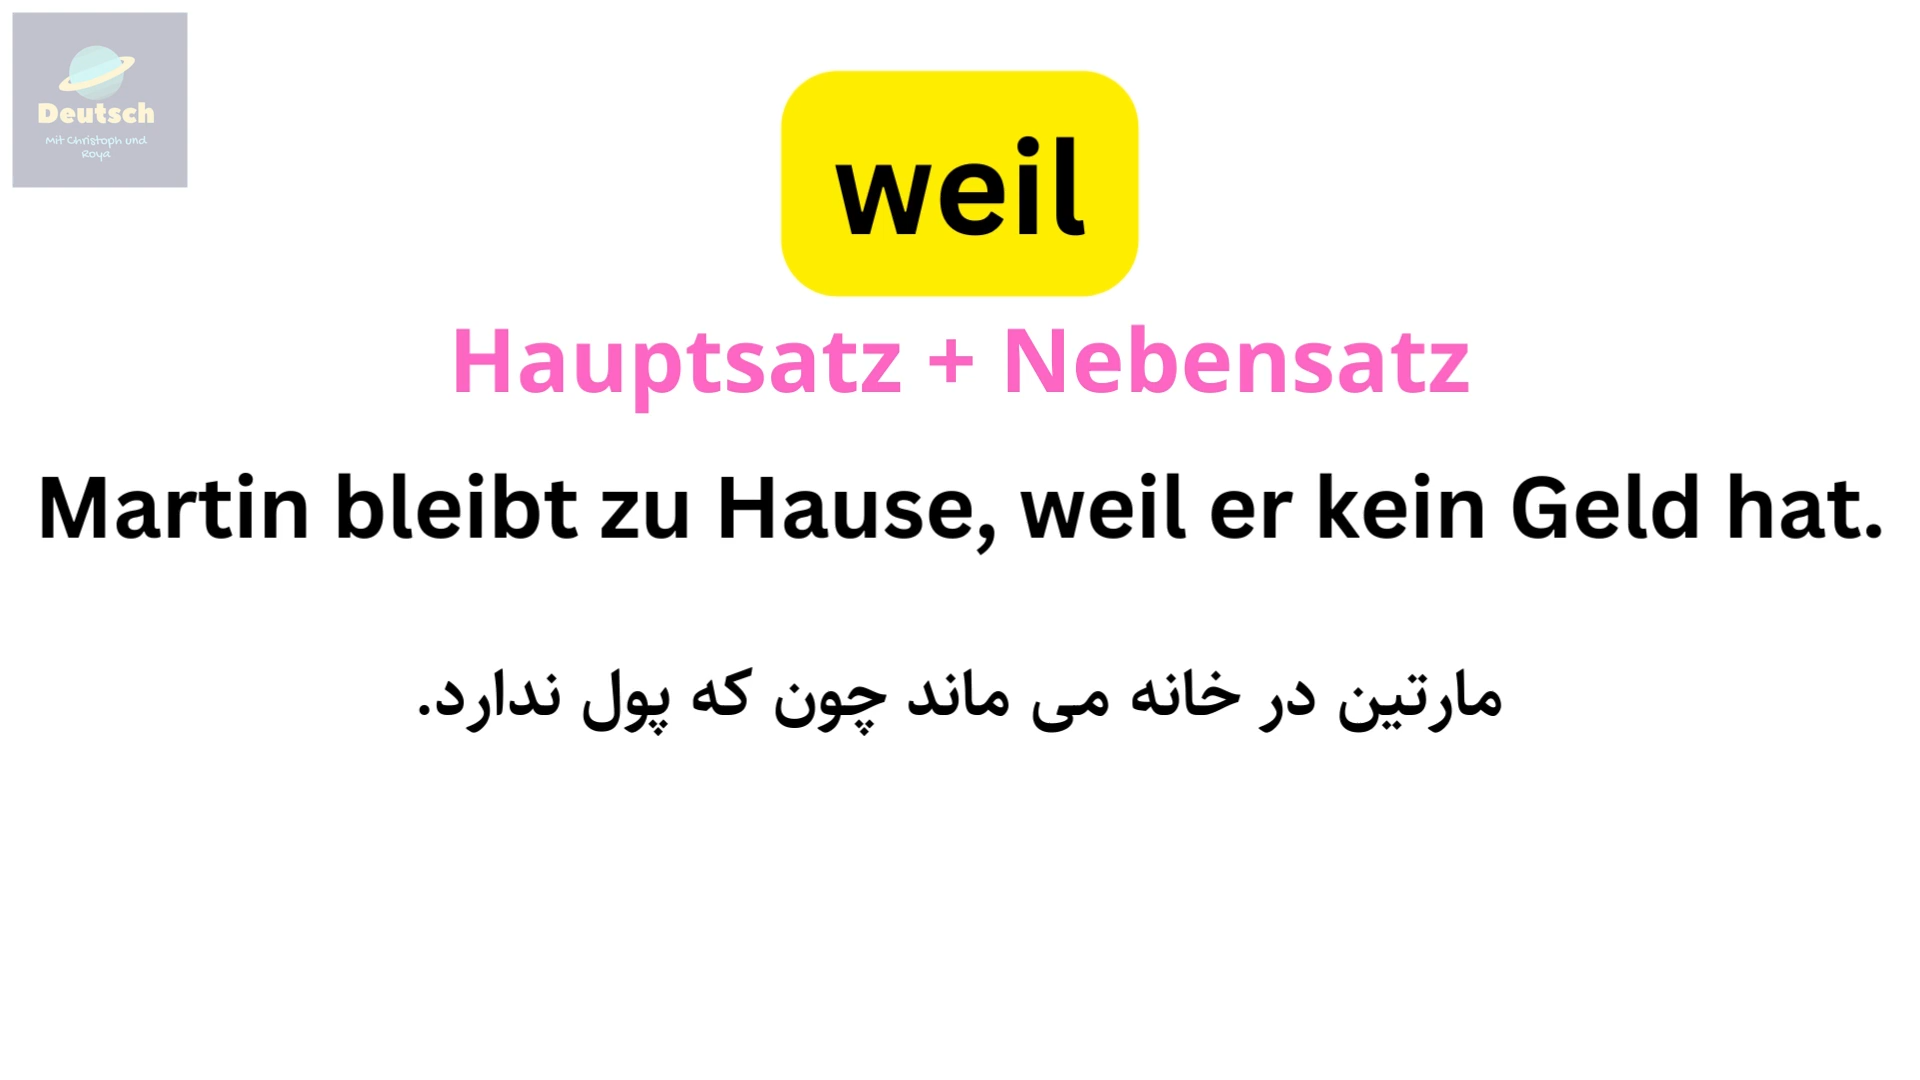 Deutsch
Mit Christoph und
Roya
weil
Hauptsatz + Nebensatz
Martin bleibt zu Hause, weil er kein Geld hat.
مارتین در خانه می ماند چون که پول ندارد.